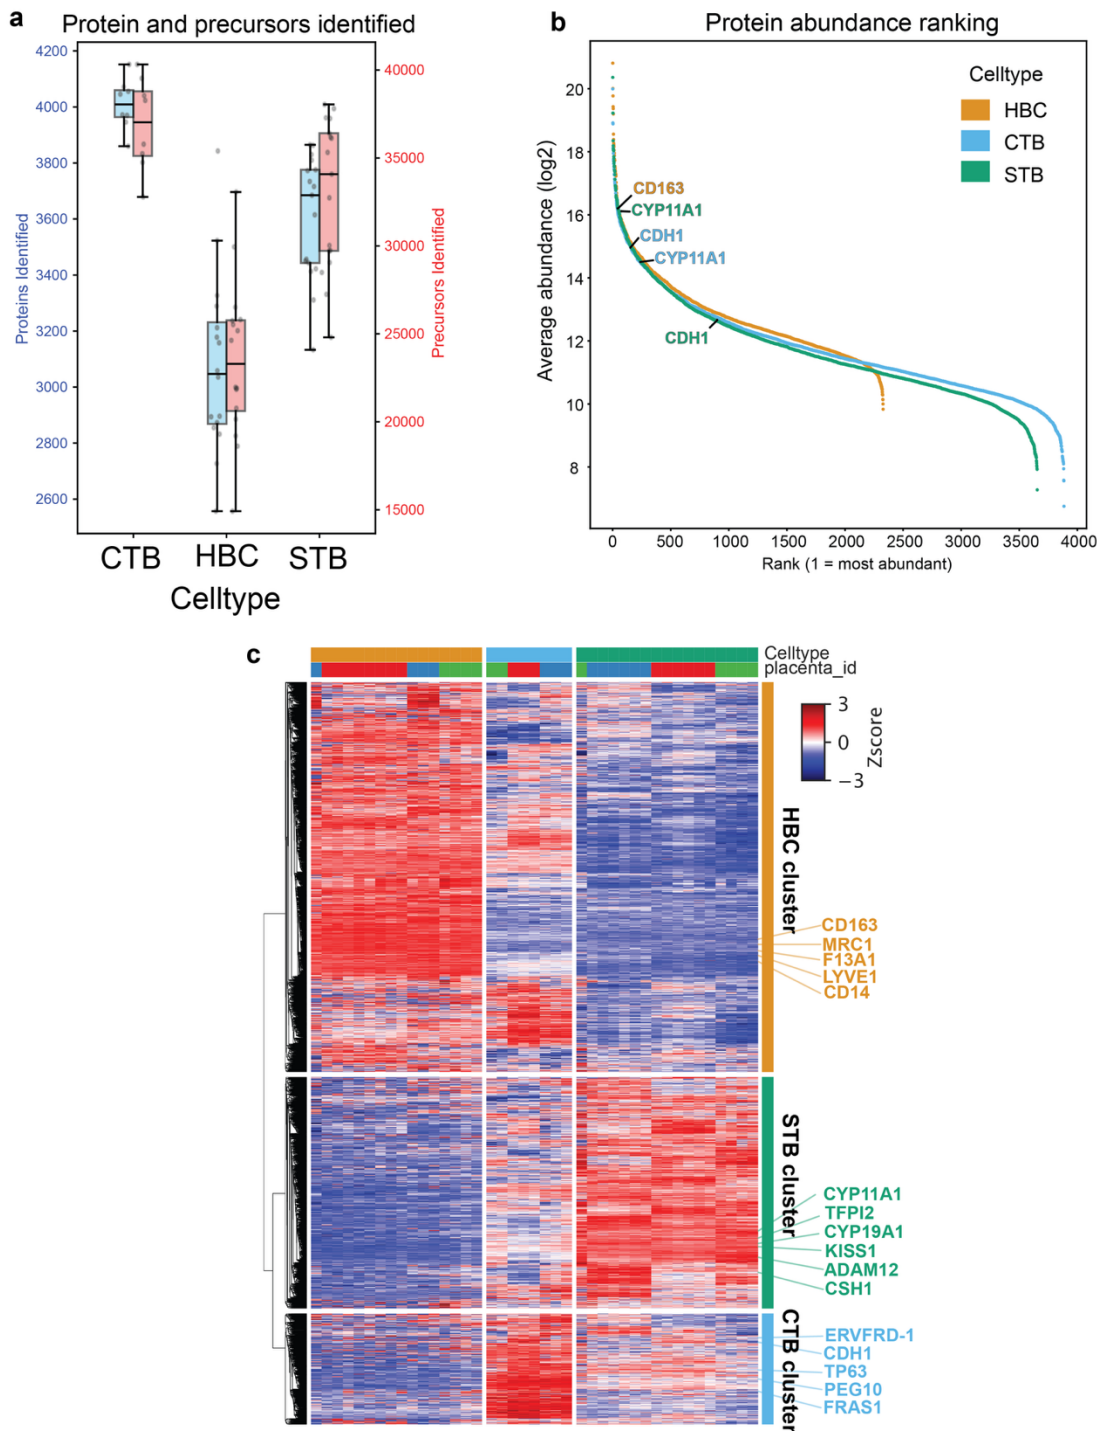 a
Protein and precursors identified
4200
4000
3800
3600
3400
3200
3000
2800
2600
Proteins Identified
40000
35000
30000
25000
20000
15000
Precursors Identified
CTB
HBC
STB
Celltype
b
Protein abundance ranking
20
18
16
14
12
10
8
Average abundance (log2)
Celltype
HBC
CTB
STB
CD163
CYP11A1
CDH1
CYP11A1
CDH1
0
500
1000
1500
2000
2500
3000
3500
4000
Rank (1 = most abundant)
c
Celltype
placenta_id
3
0
−3
Zscore
HBC cluster
CD163
MRC1
F13A1
LYVE1
CD14
STB cluster
CYP11A1
TFPI2
CYP19A1
KISS1
ADAM12
CSH1
CTB cluster
ERVFRD-1
CDH1
TP63
PEG10
FRAS1